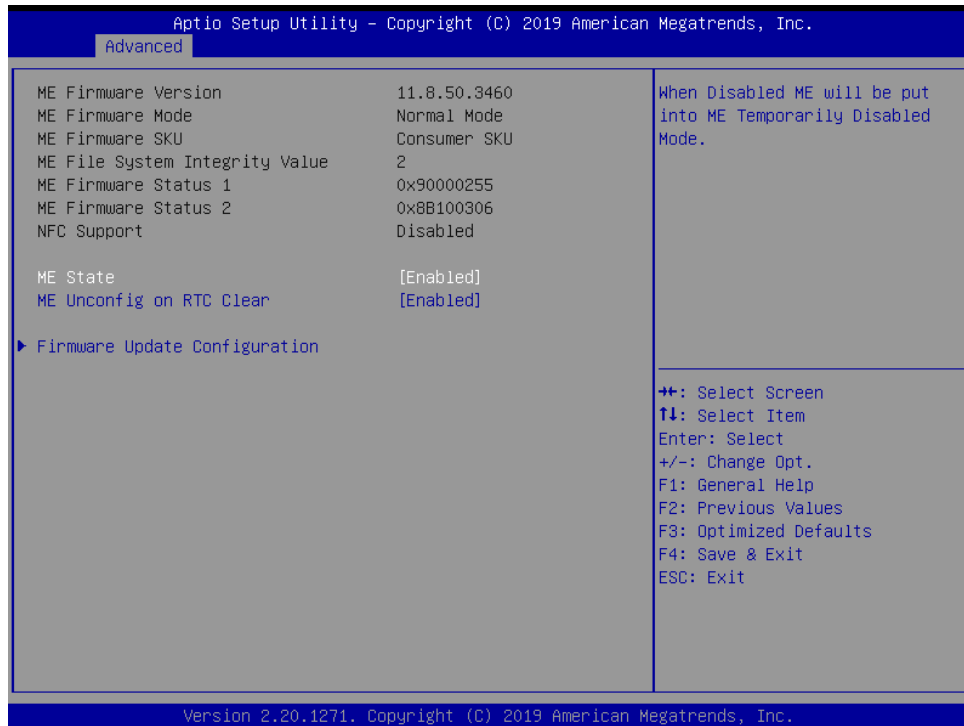 Aptio Setup Utility – Copyright (C) 2019 American Megatrends, Inc.
Advanced
ME Firmware Version 11.8.50.3460
ME Firmware Mode Normal Mode
ME Firmware SKU Consumer SKU
ME File System Integrity Value 2
ME Firmware Status 1 0x90000255
ME Firmware Status 2 0x8B100306
NFC Support Disabled
ME State [Enabled]
ME Unconfig on RTC Clear [Enabled]
Firmware Update Configuration
When Disabled ME will be put
into ME Temporarily Disabled
Mode.
→←: Select Screen
↑↓: Select Item
Enter: Select
+/-: Change Opt.
F1: General Help
F2: Previous Values
F3: Optimized Defaults
F4: Save & Exit
ESC: Exit
Version 2.20.1271. Copyright (C) 2019 American Megatrends, Inc.